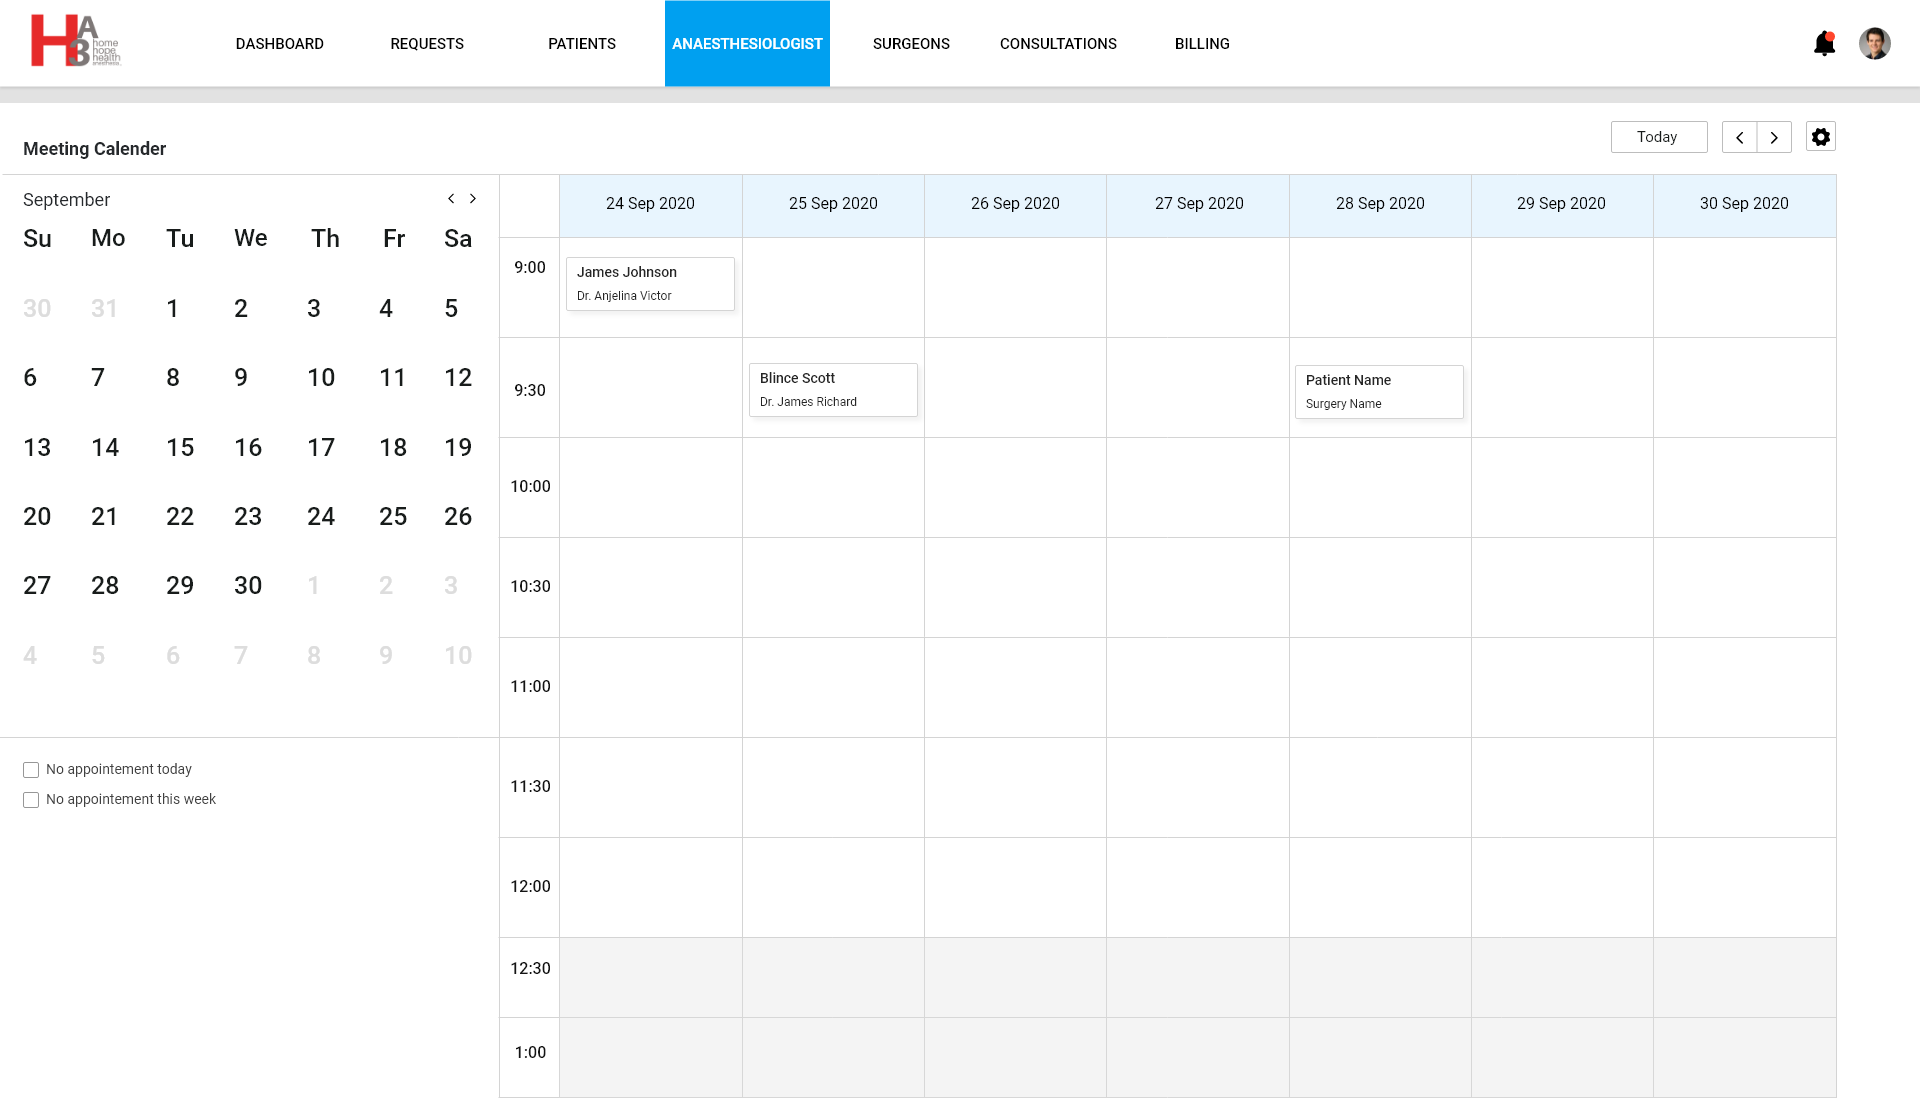 HA3
home
hope
health
anesthesia.
DASHBOARD
REQUESTS
PATIENTS
ANAESTHESIOLOGIST
SURGEONS
CONSULTATIONS
BILLING
Meeting Calender
Today
September
Su Mo Tu We Th Fr Sa
30 31 1 2 3 4 5
6 7 8 9 10 11 12
13 14 15 16 17 18 19
20 21 22 23 24 25 26
27 28 29 30 1 2 3
4 5 6 7 8 9 10
No appointement today
No appointement this week
24 Sep 2020 25 Sep 2020 26 Sep 2020 27 Sep 2020 28 Sep 2020 29 Sep 2020 30 Sep 2020
9:00
James Johnson
Dr. Anjelina Victor
9:30
Blince Scott
Dr. James Richard
Patient Name
Surgery Name
10:00
10:30
11:00
11:30
12:00
12:30
1:00